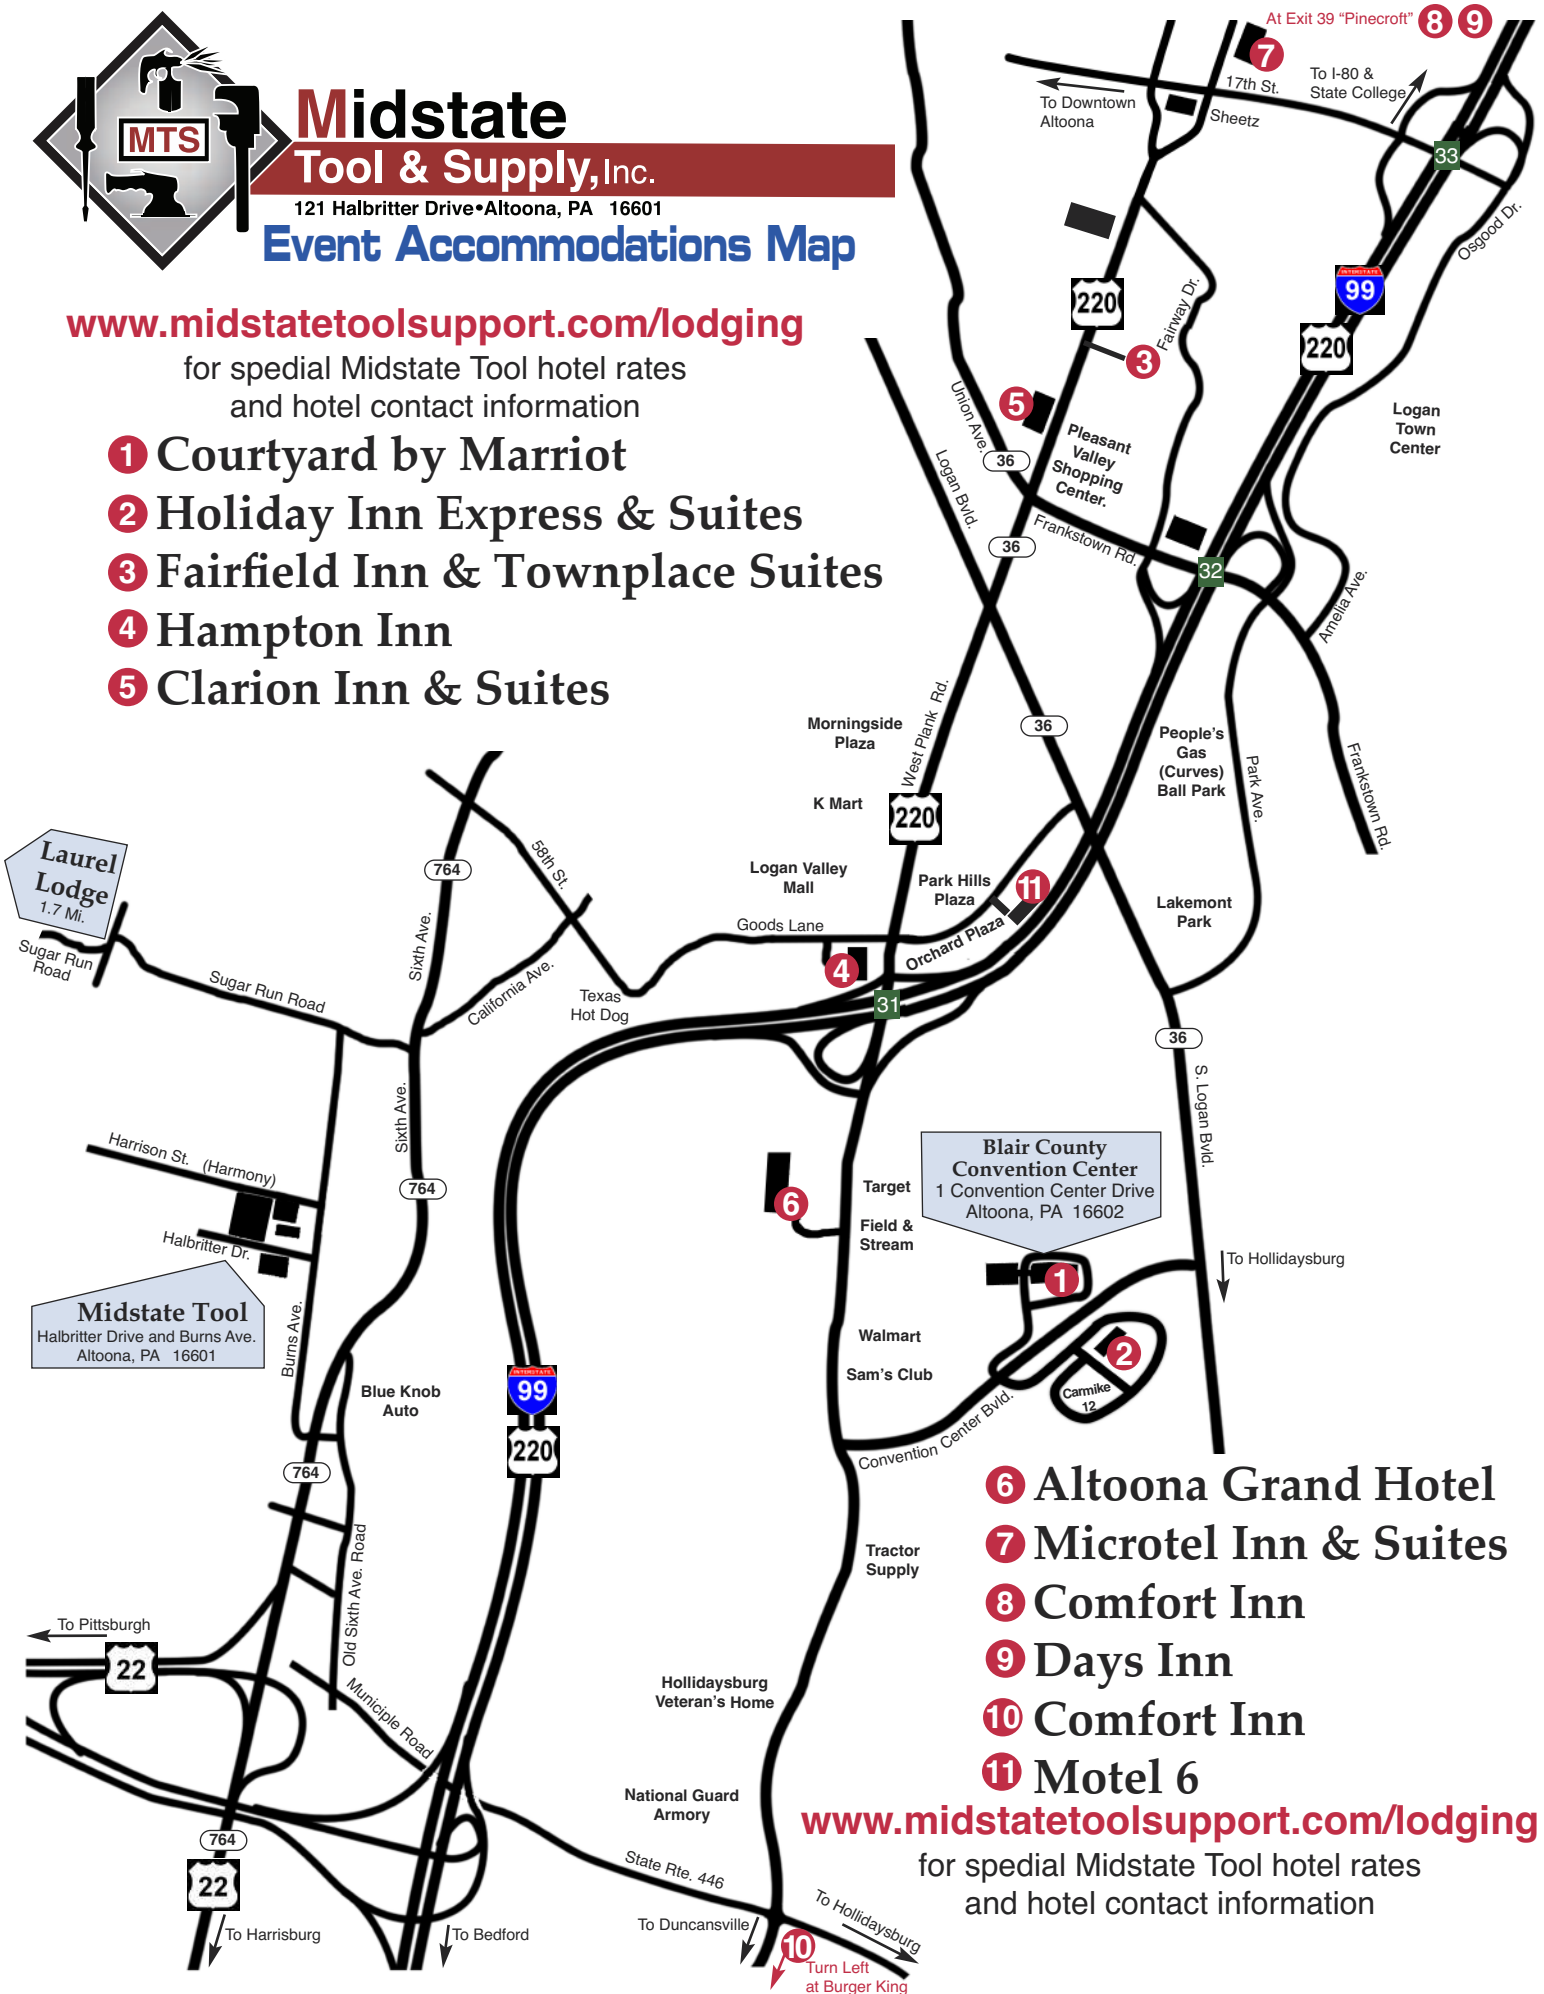 MTS
Midstate
Tool & Supply, Inc.
121 Halbritter Drive•Altoona, PA 16601
Event Accommodations Map
www.midstatetoolsupport.com/lodging
for spedial Midstate Tool hotel rates
and hotel contact information
1 Courtyard by Marriot
2 Holiday Inn Express & Suites
3 Fairfield Inn & Townplace Suites
4 Hampton Inn
5 Clarion Inn & Suites
At Exit 39 “Pinecroft” 8 9
7
17th St.
To I-80 &
State College
To Downtown
Altoona
Sheetz
33
Osgood Dr.
INTERSTATE
99
220
220
Fairway Dr.
3
5
Union Ave.
36
Logan Bvld.
Pleasant
Valley
Shopping
Center.
Logan
Town
Center
36
Frankstown Rd.
32
Amelia Ave.
West Plank Rd.
Morningside
Plaza
36
People’s
Gas
(Curves)
Ball Park
Park Ave.
Frankstown Rd.
K Mart
220
Laurel
Lodge
1.7 Mi.
Sugar Run
Road
764
58th St.
Logan Valley
Mall
Park Hills
Plaza
11
Lakemont
Park
Goods Lane
Orchard Plaza
Sixth Ave.
California Ave.
Sugar Run Road
4
Texas
Hot Dog
31
36
S. Logan Bvld.
Sixth Ave.
Harrison St. (Harmony)
764
Blair County
Convention Center
1 Convention Center Drive
Altoona, PA 16602
Target
6
Field &
Stream
Halbritter Dr.
To Hollidaysburg
1
Midstate Tool
Halbritter Drive and Burns Ave.
Altoona, PA 16601
Burns Ave.
Walmart
2
Sam’s Club
Carmike
12
Blue Knob
Auto
INTERSTATE
99
220
Convention Center Bvld.
764
6 Altoona Grand Hotel
7 Microtel Inn & Suites
8 Comfort Inn
9 Days Inn
10 Comfort Inn
11 Motel 6
www.midstatetoolsupport.com/lodging
for spedial Midstate Tool hotel rates
and hotel contact information
Tractor
Supply
Old Sixth Ave. Road
To Pittsburgh
22
Municiple Road
Hollidaysburg
Veteran’s Home
National Guard
Armory
764
22
State Rte. 446
To Harrisburg
To Bedford
To Duncansville
To Hollidaysburg
10
Turn Left
at Burger King